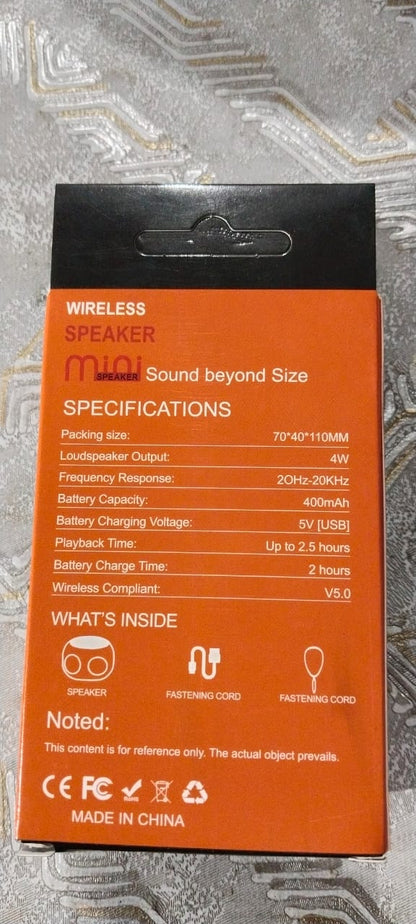 WIRELESS
SPEAKER
mini
SPEAKER Sound beyond Size
SPECIFICATIONS
Packing size: 70*40*110MM
Loudspeaker Output: 4W
Frequency Response: 2OHz-20KHz
Battery Capacity: 400mAh
Battery Charging Voltage: 5V [USB]
Playback Time: Up to 2.5 hours
Battery Charge Time: 2 hours
Wireless Compliant: V5.0
WHAT'S INSIDE
SPEAKER FASTENING CORD FASTENING CORD
Noted:
This content is for reference only. The actual object prevails.
CE FC RoHS
MADE IN CHINA